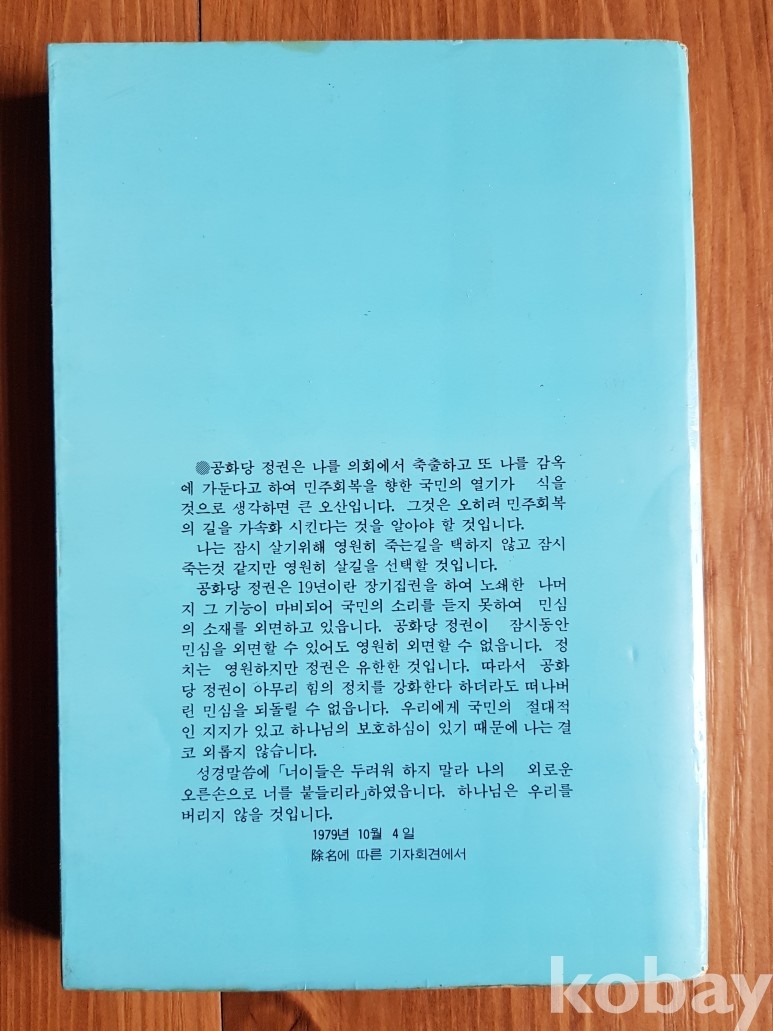 ●공화당 정권은 나를 의회에서 축출하고 또 나를 감옥
에 가둔다고 하여 민주회복을 향한 국민의 열기가 식을
것으로 생각하면 큰 오산입니다. 그것은 오히려 민주회복
의 길을 가속화 시킨다는 것을 알아야 할 것입니다.
나는 잠시 살기위해 영원히 죽는길을 택하지 않고 잠시
죽는것 같지만 영원히 살길을 선택할 것입니다.
공화당 정권은 19년이란 장기집권을 하여 노쇄한 나머
지 그 기능이 마비되어 국민의 소리를 듣지 못하여 민심
의 소재를 외면하고 있읍니다. 공화당 정권이 잠시동안
민심을 외면할 수 있어도 영원히 외면할 수 없읍니다. 정
치는 영원하지만 정권은 유한한 것입니다. 따라서 공화
당 정권이 아무리 힘의 정치를 강화한다 하더라도 떠나버
린 민심을 되돌릴 수 없읍니다. 우리에게 국민의 절대적
인 지지가 있고 하나님의 보호하심이 있기 때문에 나는 결
코 외롭지 않습니다.
성경말씀에 「너이들은 두려워 하지 말라 나의 외로운
오른손으로 너를 붙들리라」하였읍니다. 하나님은 우리를
버리지 않을 것입니다.
1979년 10월 4일
除名에 따른 기자회견에서
kobay